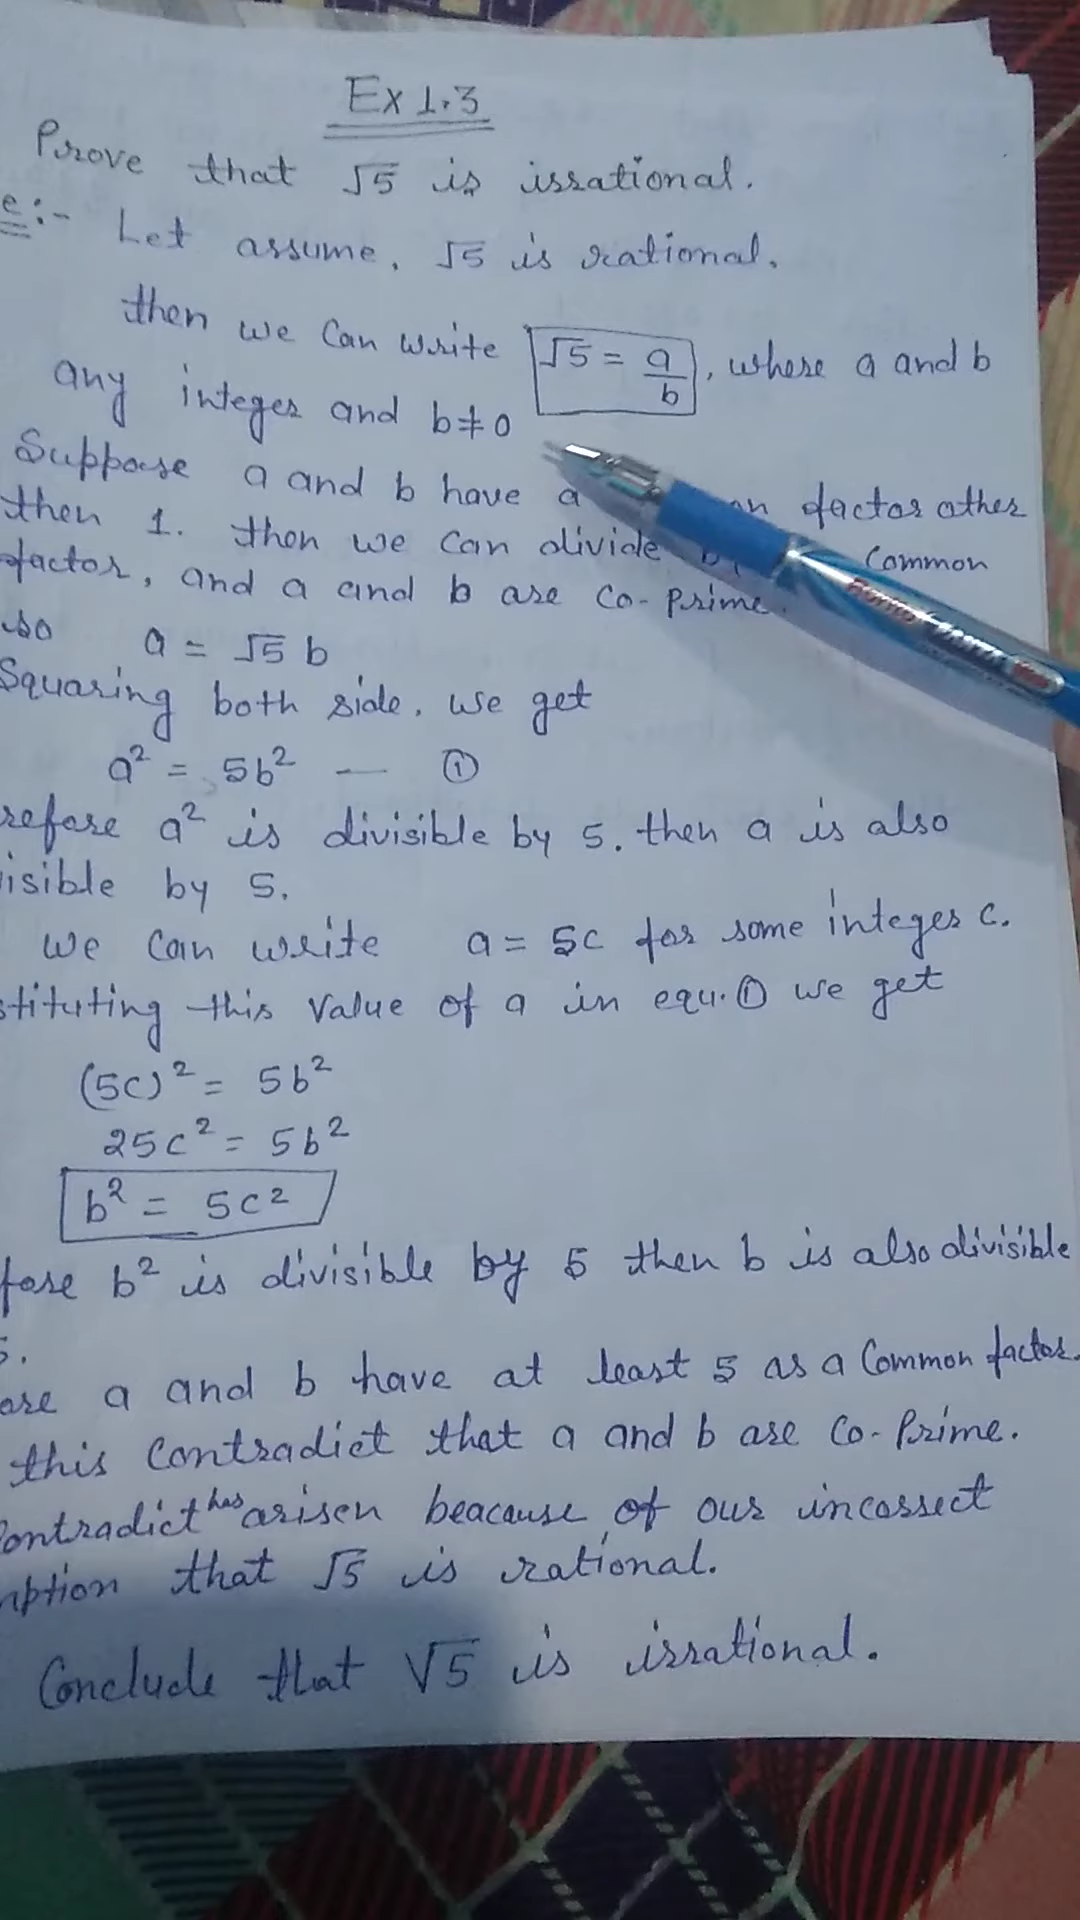 Ex 1.3
Prove that √5 is irrational.
e:- Let assume, √5 is rational.
then we Can write √5 = a/b, where a and b
any integer and b≠0
Suppose a and b have a factor other
then 1. then we can divide common
factor, and a and b are co-prime.
so a = √5 b
Squaring both side, we get
a² = 5b² — ①
refore a² is divisible by 5. then a is also
isible by 5.
we can write a = 5c for some integer c.
stituting this value of a in equ.① we get
(5c)² = 5b²
25c² = 5b²
b² = 5c²
fore b² is divisible by 5 then b is also divisible
5.
ore a and b have at least 5 as a Common factor.
this Contradict that a and b are Co-Prime.
ontradict has arisen beacause of our incorrect
mption that √5 is rational.
Conclude that √5 is irrational.